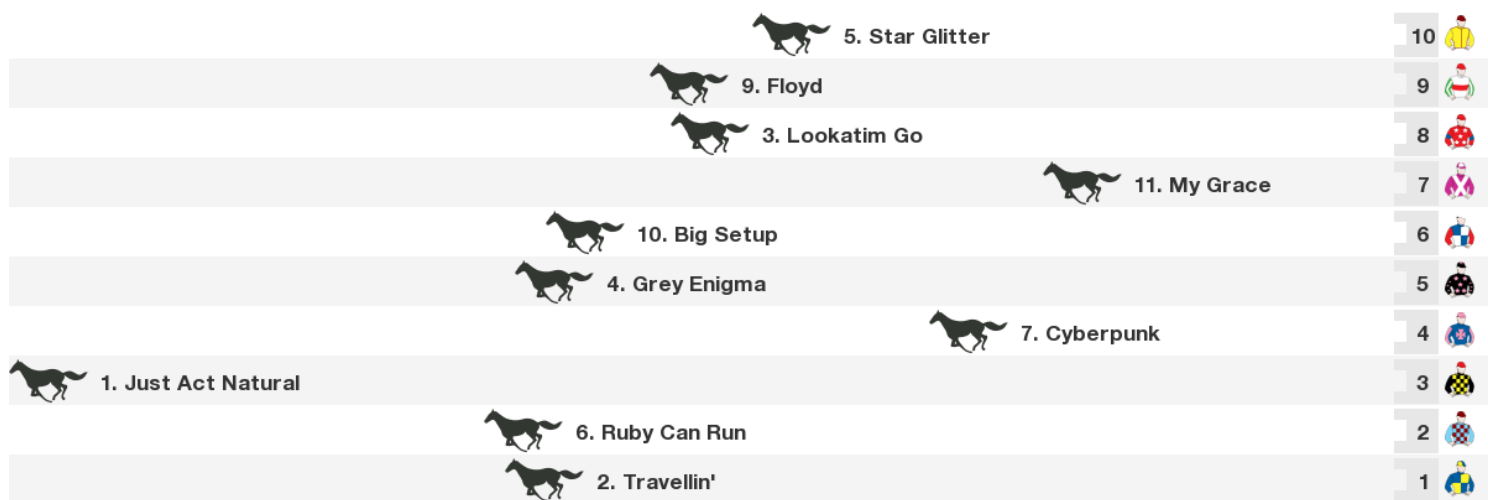 5. Star Glitter 10
9. Floyd 9
3. Lookatim Go 8
11. My Grace 7
10. Big Setup 6
4. Grey Enigma 5
7. Cyberpunk 4
1. Just Act Natural 3
6. Ruby Can Run 2
2. Travellin' 1